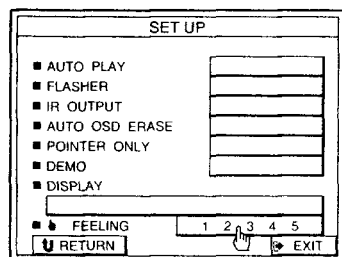 SET UP
AUTO PLAY
FLASHER
IR OUTPUT
AUTO OSD ERASE
POINTER ONLY
DEMO
DISPLAY
FEELING 1 2 3 4 5
RETURN EXIT